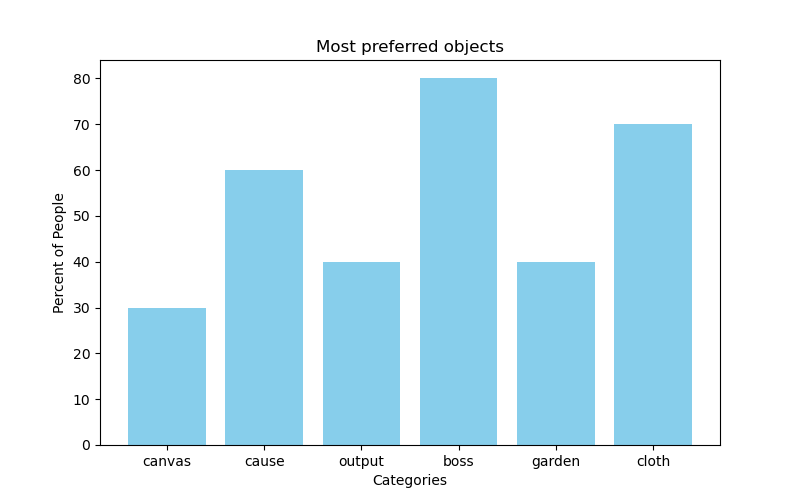 Most preferred objects
Percent of People
80
70
60
50
40
30
20
10
0
canvas cause output boss garden cloth
Categories